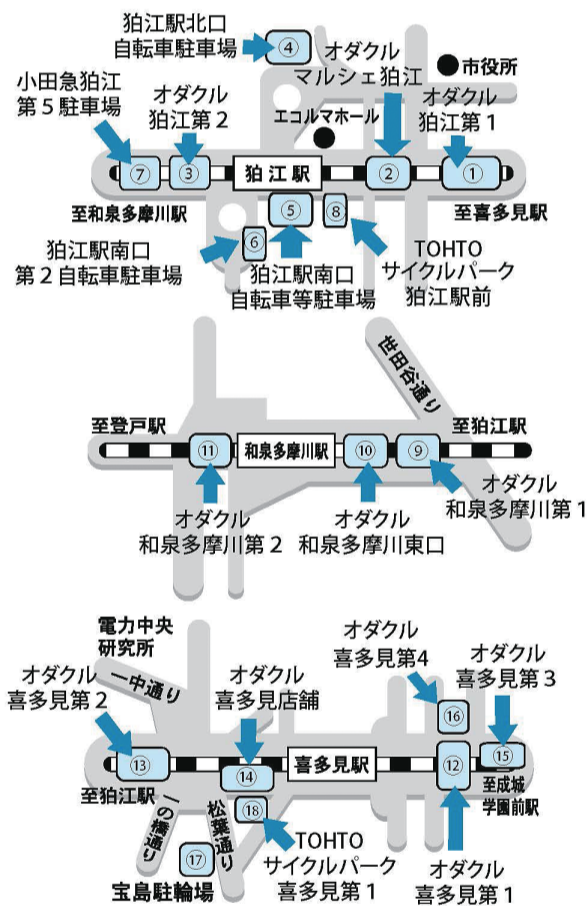 狛江駅北口
自転車駐車場
④
オダクル
マルシェ狛江
●市役所
小田急狛江
第5駐車場
オダクル
狛江第2
エコルマホール
オダクル
狛江第1
⑦
③
狛江駅
②
①
至和泉多摩川駅
⑤
⑧
至喜多見駅
⑥
狛江駅南口
第2自転車駐車場
狛江駅南口
自転車等駐車場
TOHTO
サイクルパーク
狛江駅前
世田谷通り
至登戸駅
至狛江駅
⑪
和泉多摩川駅
⑩
⑨
オダクル
和泉多摩川第2
オダクル
和泉多摩川東口
オダクル
和泉多摩川第1
電力中央
研究所
一中通り
オダクル
喜多見第2
オダクル
喜多見店舗
オダクル
喜多見第4
オダクル
喜多見第3
⑯
⑬
⑭
喜多見駅
⑫
⑮
至狛江駅
至成城
学園前駅
一の橋通り
松葉通り
⑱
⑰
宝島駐輪場
TOHTO
サイクルパーク
喜多見第1
オダクル
喜多見第1